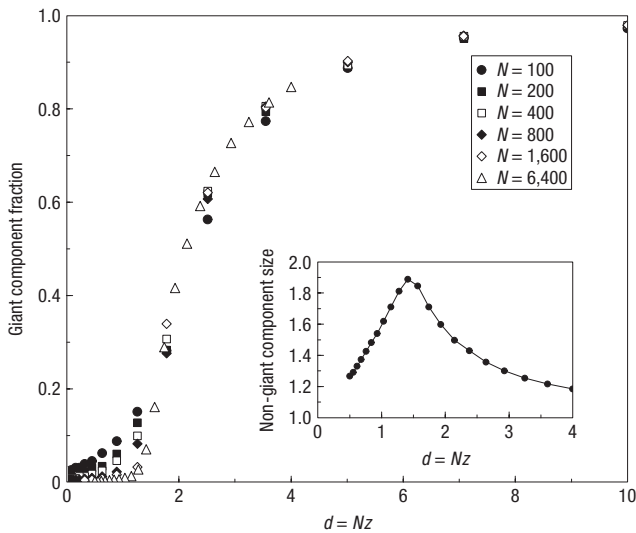 1.0
0.8
0.6
0.4
0.2
0
Giant component fraction
0
2
4
6
8
10
d = Nz
N = 100
N = 200
N = 400
N = 800
N = 1,600
N = 6,400
2.0
1.8
1.6
1.4
1.2
1.0
Non-giant component size
0
1
2
3
4
d = Nz